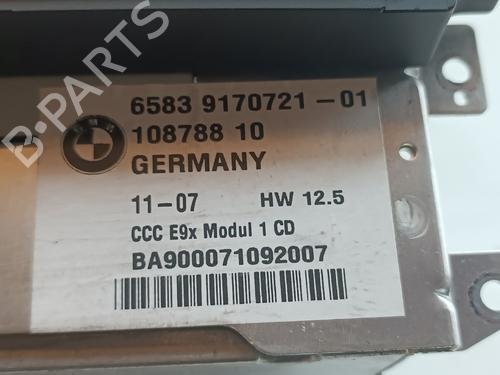 B-PARTS
6583 9170721-01
108788 10
GERMANY
11-07 HW 12.5
CCC E9x Modul 1 CD
BA900071092007